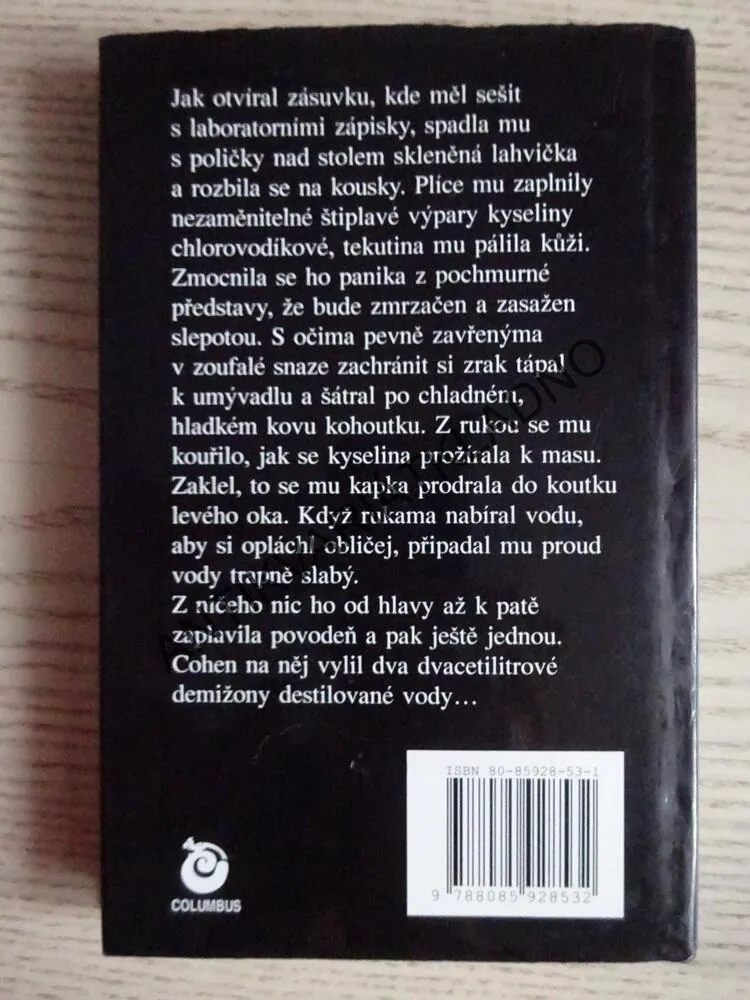 Jak otvíral zásuvku, kde měl sešit
s laboratorními zápisky, spadla mu
s poličky nad stolem skleněná lahvička
a rozbila se na kousky. Plíce mu zaplnily
nezaměnitelné štiplavé výpary kyseliny
chlorovodíkové, tekutina mu pálila kůži.
Zmocnila se ho panika z pochmurné
představy, že bude zmrzačen a zasažen
slepotou. S očima pevně zavřenýma
v zoufalé snaze zachránit si zrak tápal
k umývadlu a šátral po chladném,
hladkém kovu kohoutku. Z rukou se mu
kouřilo, jak se kyselina prožírala k masu.
Zaklel, to se mu kapka prodrala do koutku
levého oka. Když rukama nabíral vodu,
aby si opláchl obličej, připadal mu proud
vody trapně slabý.
Z ničeho nic ho od hlavy až k patě
zaplavila povodeň a pak ještě jednou.
Cohen na něj vylil dva dvacetilitrové
demižony destilované vody...
ISBN 80-85928-53-1
9 788085 928532
COLUMBUS